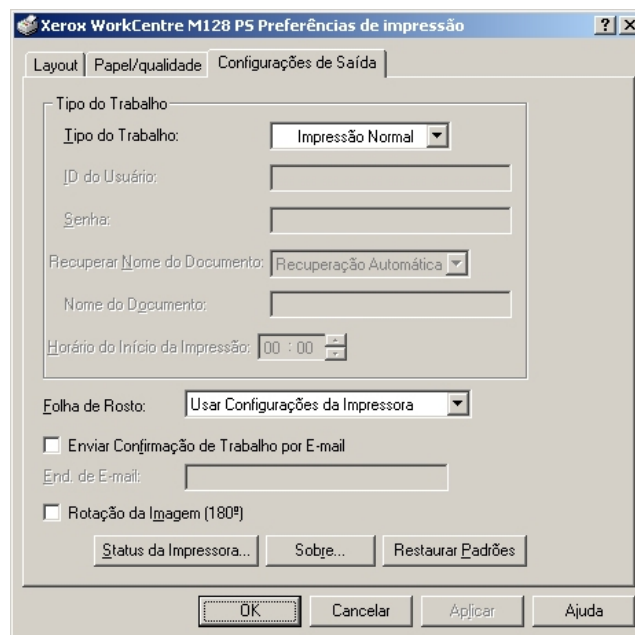 Xerox WorkCentre M128 PS Preferências de impressão
Layout Papel/qualidade Configurações de Saída
Tipo do Trabalho
Tipo do Trabalho: Impressão Normal
ID do Usuário:
Senha:
Recuperar Nome do Documento: Recuperação Automática
Nome do Documento:
Horário do Início da Impressão: 00 : 00
Folha de Rosto: Usar Configurações da Impressora
Enviar Confirmação de Trabalho por E-mail
End. de E-mail:
Rotação da Imagem (180º)
Status da Impressora... Sobre... Restaurar Padrões
OK Cancelar Aplicar Ajuda